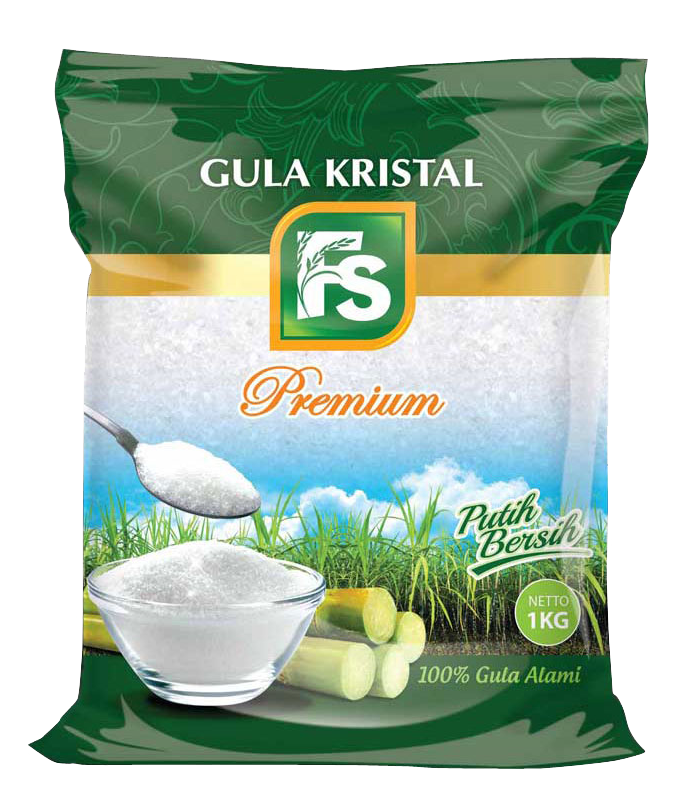 GULA KRISTAL
FS
Premium
Putih
Bersih
NETTO
1KG
100% Gula Alami